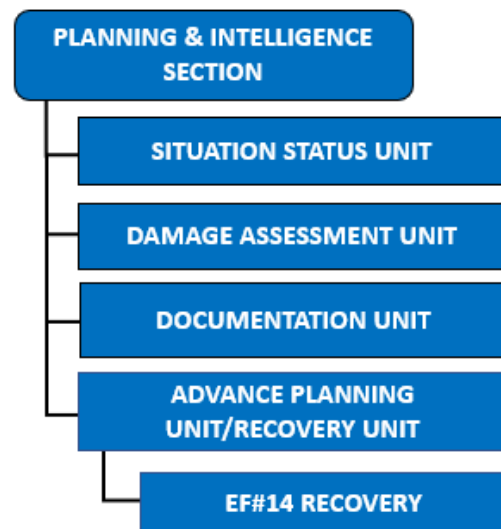 PLANNING & INTELLIGENCE
SECTION
SITUATION STATUS UNIT
DAMAGE ASSESSMENT UNIT
DOCUMENTATION UNIT
ADVANCE PLANNING
UNIT/RECOVERY UNIT
EF#14 RECOVERY